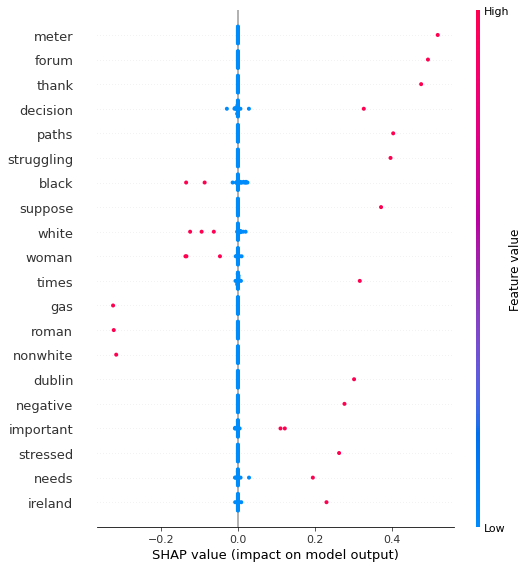 High
meter
forum
thank
decision
paths
struggling
black
suppose
white
woman
times
gas
roman
nonwhite
dublin
negative
important
stressed
needs
ireland
Feature value
Low
−0.2 0.0 0.2 0.4
SHAP value (impact on model output)